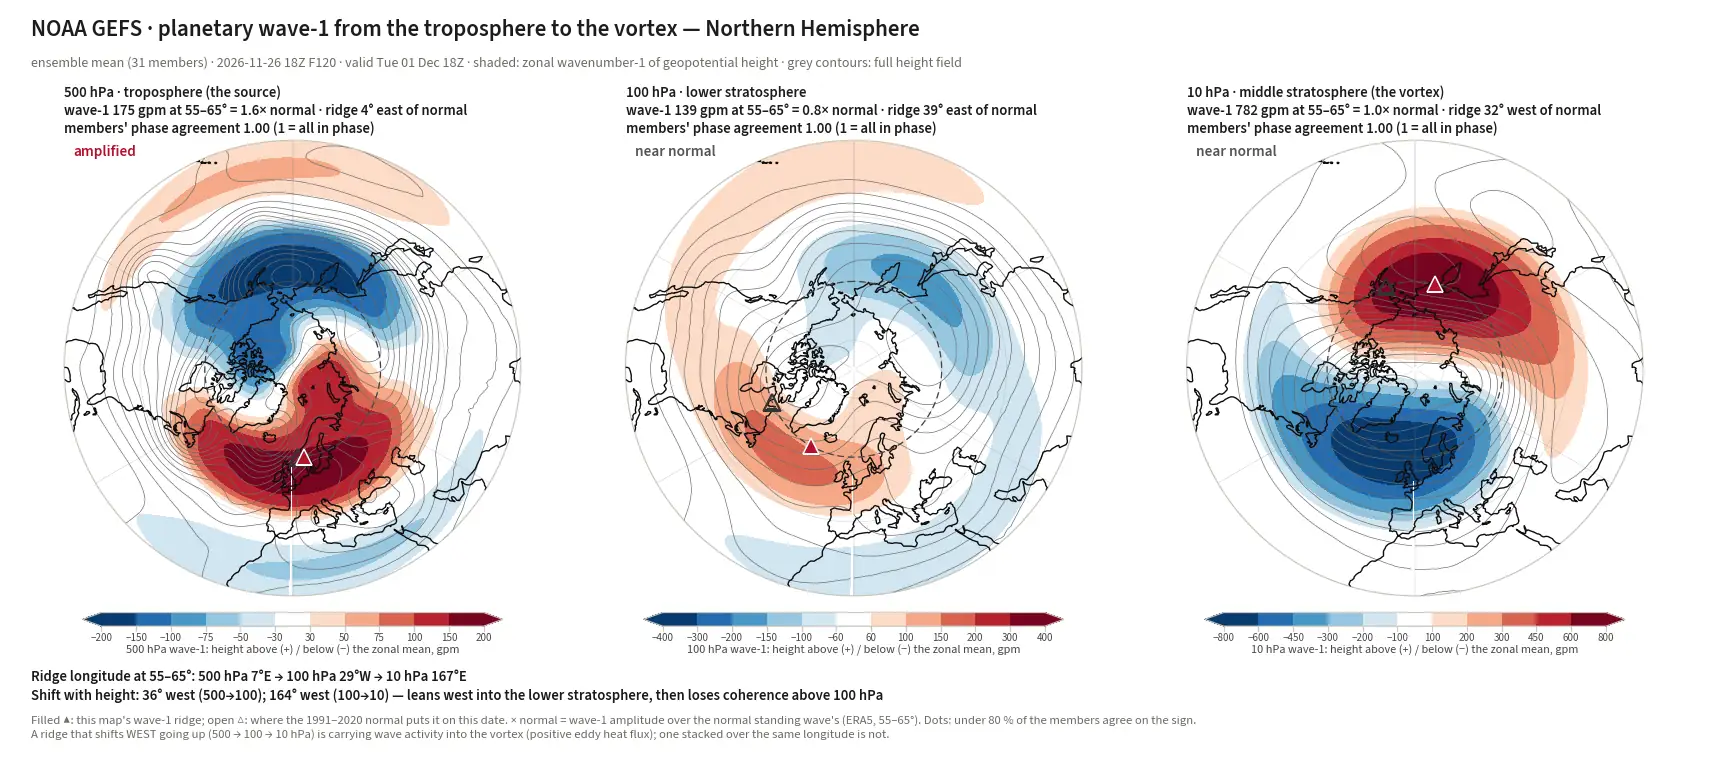 NOAA GEFS · planetary wave-1 from the troposphere to the vortex — Northern Hemisphere
ensemble mean (31 members) · 2026-11-26 18Z F120 · valid Tue 01 Dec 18Z · shaded: zonal wavenumber-1 of geopotential height · grey contours: full height field
500 hPa · troposphere (the source)
wave-1 175 gpm at 55–65° = 1.6× normal · ridge 4° east of normal
members' phase agreement 1.00 (1 = all in phase)
amplified
100 hPa · lower stratosphere
wave-1 139 gpm at 55–65° = 0.8× normal · ridge 39° east of normal
members' phase agreement 1.00 (1 = all in phase)
near normal
10 hPa · middle stratosphere (the vortex)
wave-1 782 gpm at 55–65° = 1.0× normal · ridge 32° west of normal
members' phase agreement 1.00 (1 = all in phase)
near normal
−200 −150 −100 −75 −50 −30 30 50 75 100 150 200
500 hPa wave-1: height above (+) / below (−) the zonal mean, gpm
−400 −300 −200 −150 −100 −60 60 100 150 200 300 400
100 hPa wave-1: height above (+) / below (−) the zonal mean, gpm
−800 −600 −450 −300 −200 −100 100 200 300 450 600 800
10 hPa wave-1: height above (+) / below (−) the zonal mean, gpm
Ridge longitude at 55–65°: 500 hPa 7°E → 100 hPa 29°W → 10 hPa 167°E
Shift with height: 36° west (500→100); 164° west (100→10) — leans west into the lower stratosphere, then loses coherence above 100 hPa
Filled ▲: this map's wave-1 ridge; open △: where the 1991–2020 normal puts it on this date. × normal = wave-1 amplitude over the normal standing wave's (ERA5, 55–65°). Dots: under 80 % of the members agree on the sign.
A ridge that shifts WEST going up (500 → 100 → 10 hPa) is carrying wave activity into the vortex (positive eddy heat flux); one stacked over the same longitude is not.